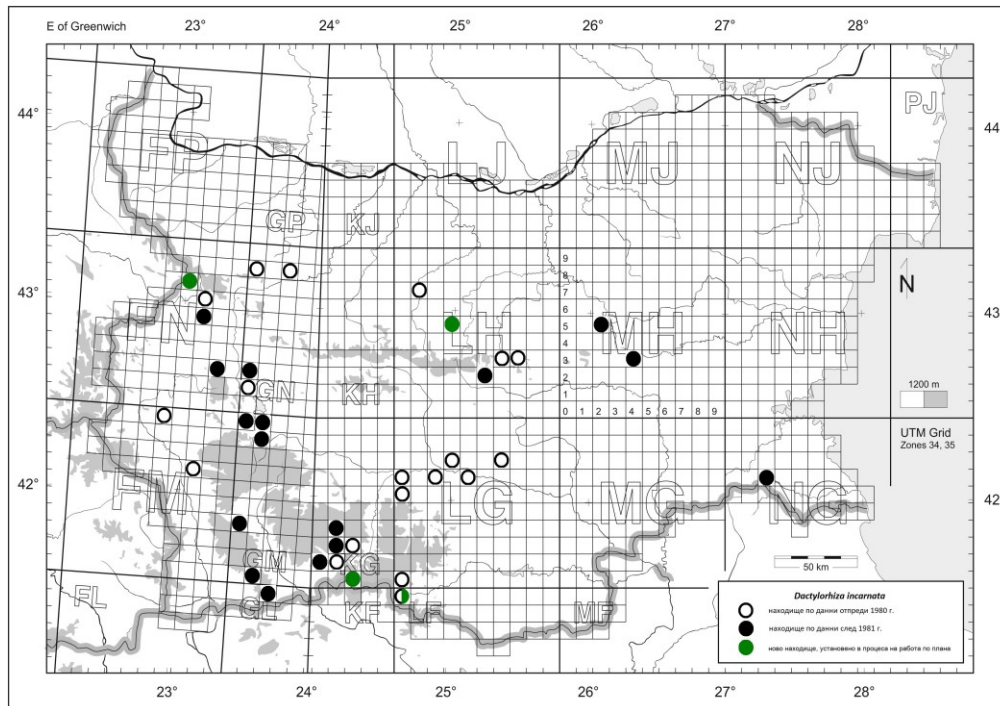 E of Greenwich
23° 24° 25° 26° 27° 28°
44°
44°
PJ
FP
LJ
MJ
NJ
GP
KJ
9
8
7
6
5
4
3
2
1
0 1 2 3 4 5 6 7 8 9
N
43°
43°
FN
LH
MH
NH
GN
KH
1200 m
UTM Grid
Zones 34, 35
42°
42°
FM
LG
MG
NG
GM
KG
50 km
FL
GL
KF
LF
MF
Dactylorhiza incarnata
находище по данни отпреди 1980 г.
находище по данни след 1981 г.
ново находище, установено в процеса на работа по плана
23° 24° 25° 26° 27° 28°